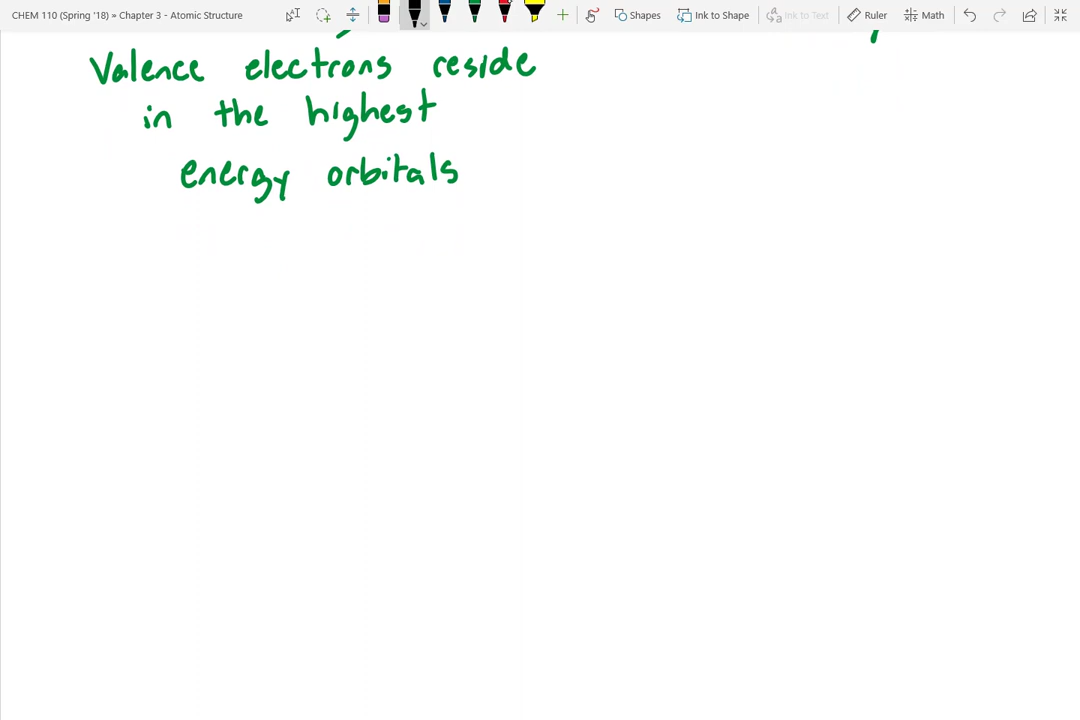 CHEM 110 (Spring '18) » Chapter 3 - Atomic Structure
Shapes
Ink to Shape
Ink to Text
Ruler
Math
Valence electrons reside
in the highest
energy orbitals